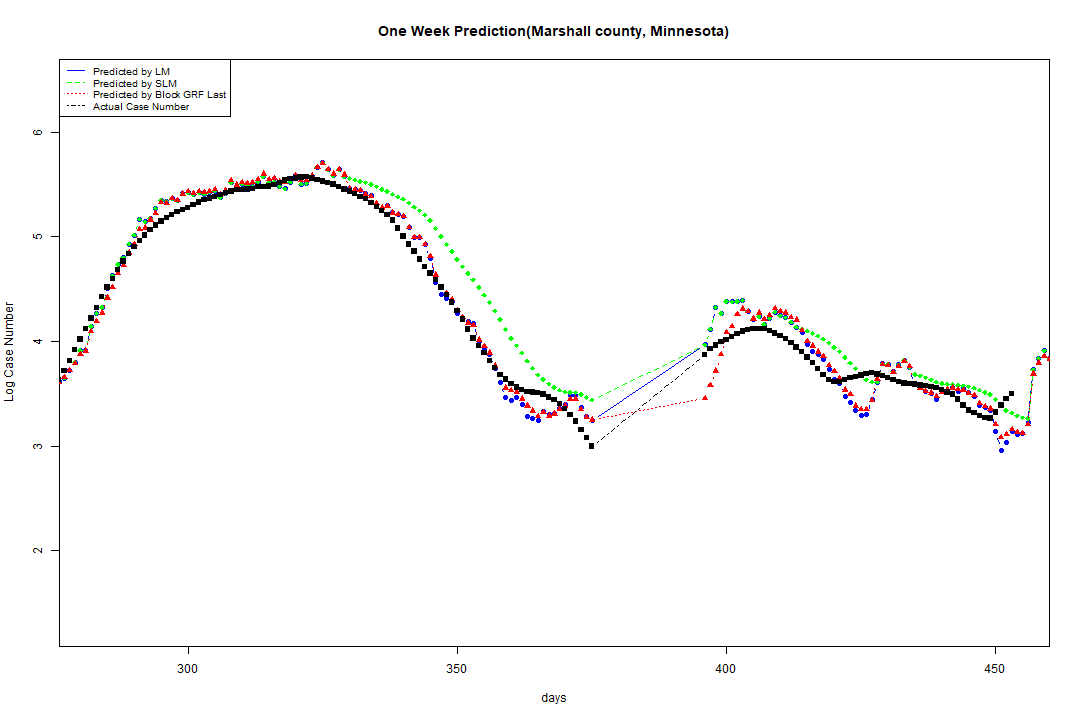 One Week Prediction(Marshall county, Minnesota)
Predicted by LM
Predicted by SLM
Predicted by Block GRF Last
Actual Case Number
6
5
4
3
2
Log Case Number
300
350
400
450
days